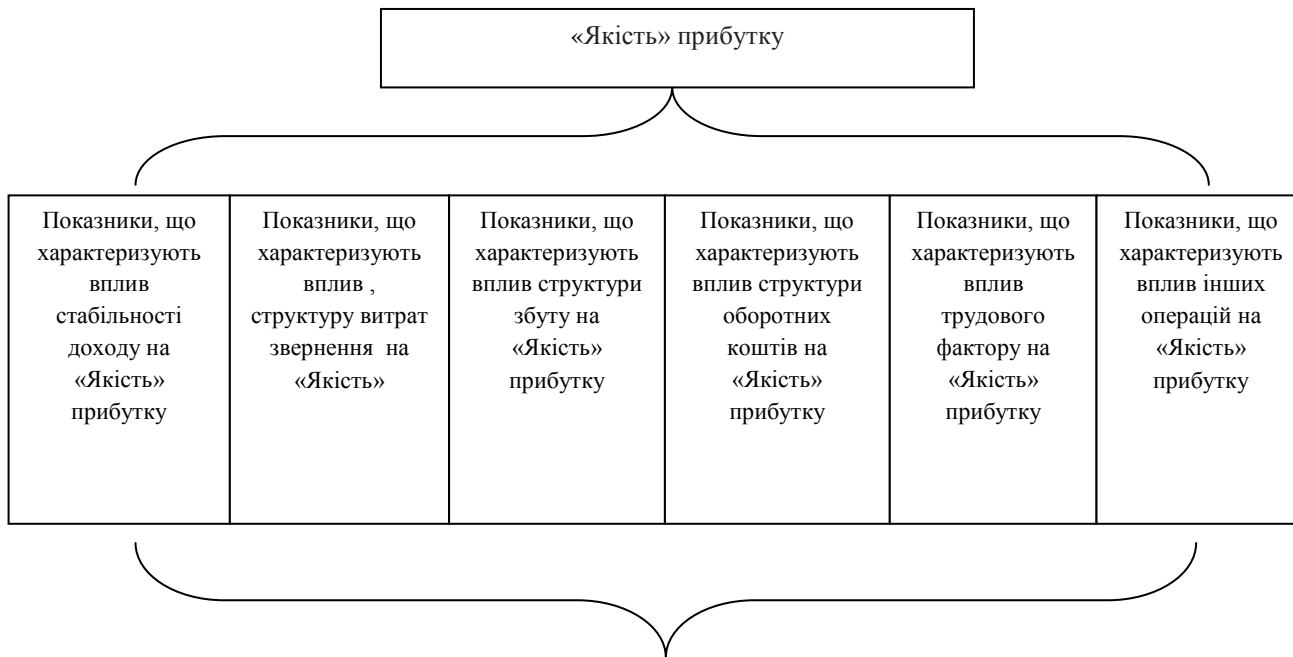 «Якість» прибутку
Показники, що
характеризують
вплив
стабільності
доходу на
«Якість»
прибутку
Показники, що
характеризують
вплив ,
структуру витрат
звернення на
«Якість»
Показники, що
характеризують
вплив структури
збуту на
«Якість»
прибутку
Показники, що
характеризують
вплив структури
оборотних
коштів на
«Якість»
прибутку
Показники, що
характеризують
вплив
трудового
фактору на
«Якість»
прибутку
Показники, що
характеризують
вплив інших
операцій на
«Якість»
прибутку